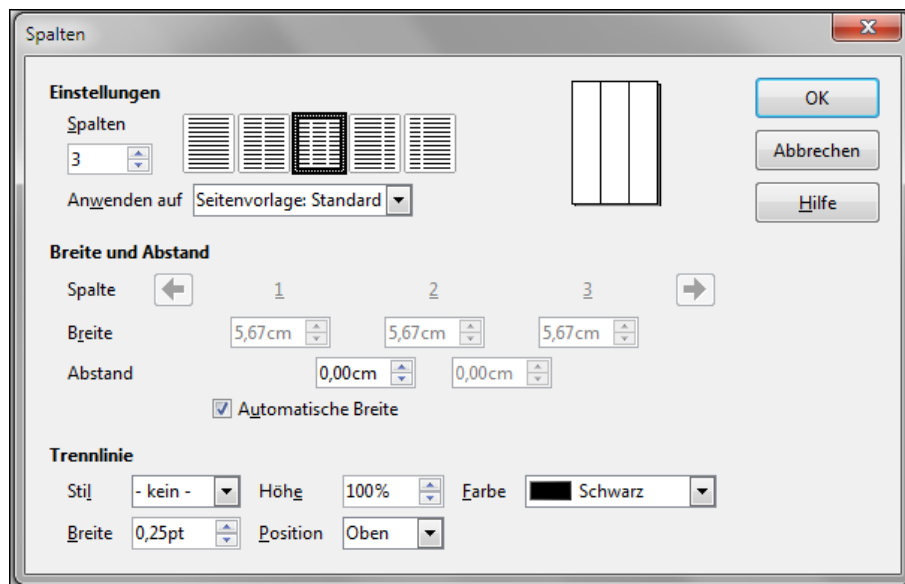 Spalten
Einstellungen
OK
Spalten
3
Abbrechen
Anwenden auf Seitenvorlage: Standard
Hilfe
Breite und Abstand
Spalte 1 2 3
Breite 5,67cm 5,67cm 5,67cm
Abstand 0,00cm 0,00cm
Automatische Breite
Trennlinie
Stil - kein - Höhe 100% Farbe Schwarz
Breite 0,25pt Position Oben